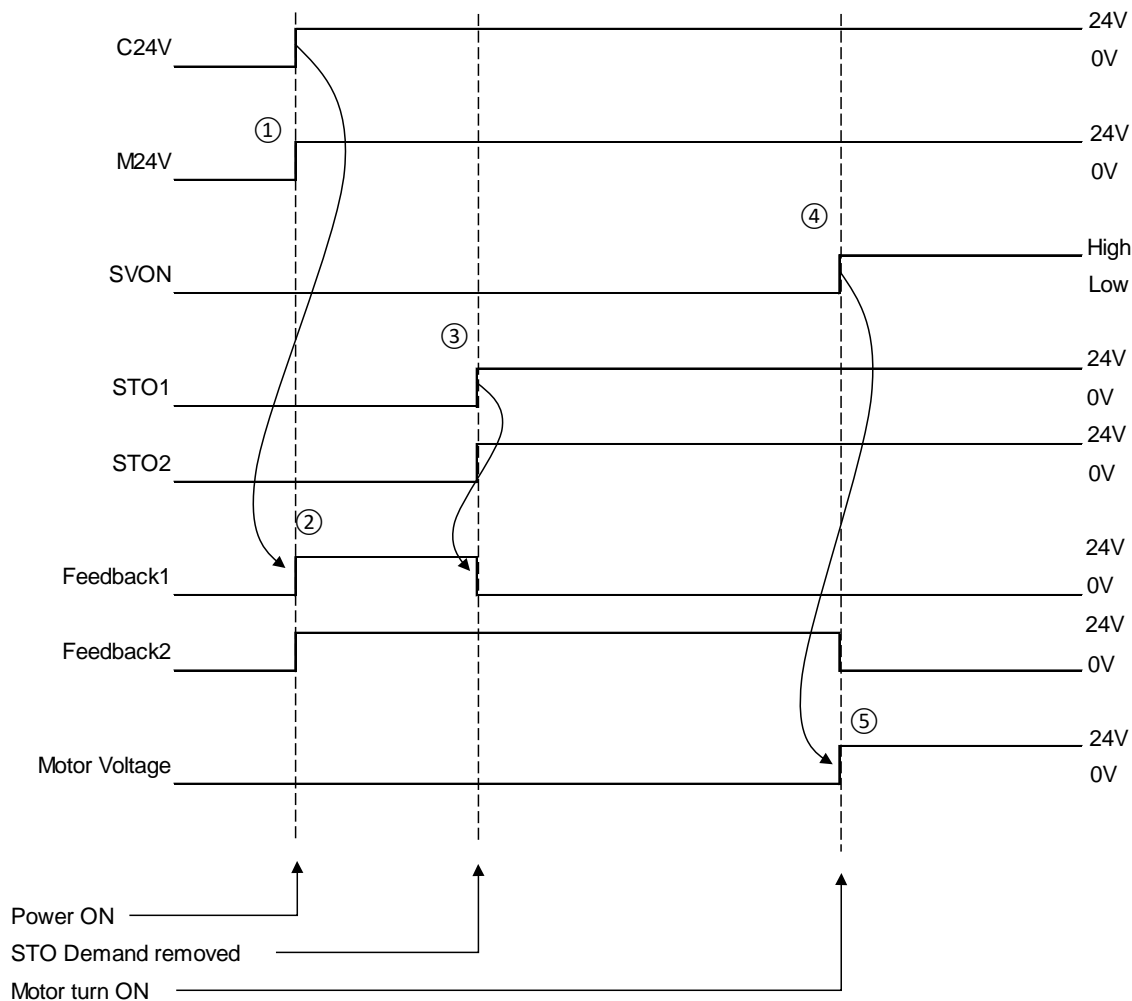 C24V
24V
0V
①
M24V
24V
0V
④
SVON
High
Low
③
STO1
24V
0V
STO2
24V
0V
②
Feedback1
24V
0V
Feedback2
24V
0V
⑤
Motor Voltage
24V
0V
Power ON
STO Demand removed
Motor turn ON